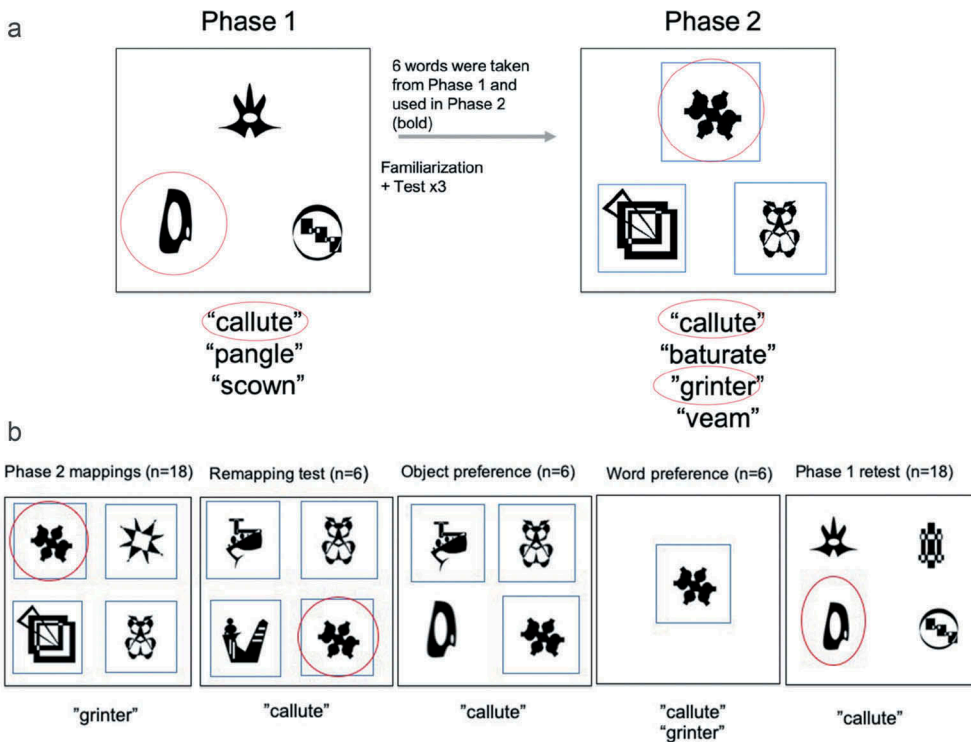 a
Phase 1
Phase 2
6 words were taken
from Phase 1 and
used in Phase 2
(bold)
Familiarization
+ Test x3
“callute”
“pangle”
“scown”
“callute”
“baturate”
”grinter”
“veam”
b
Phase 2 mappings (n=18)
Remapping test (n=6)
Object preference (n=6)
Word preference (n=6)
Phase 1 retest (n=18)
”grinter”
”callute”
”callute”
”callute”
”grinter”
”callute”